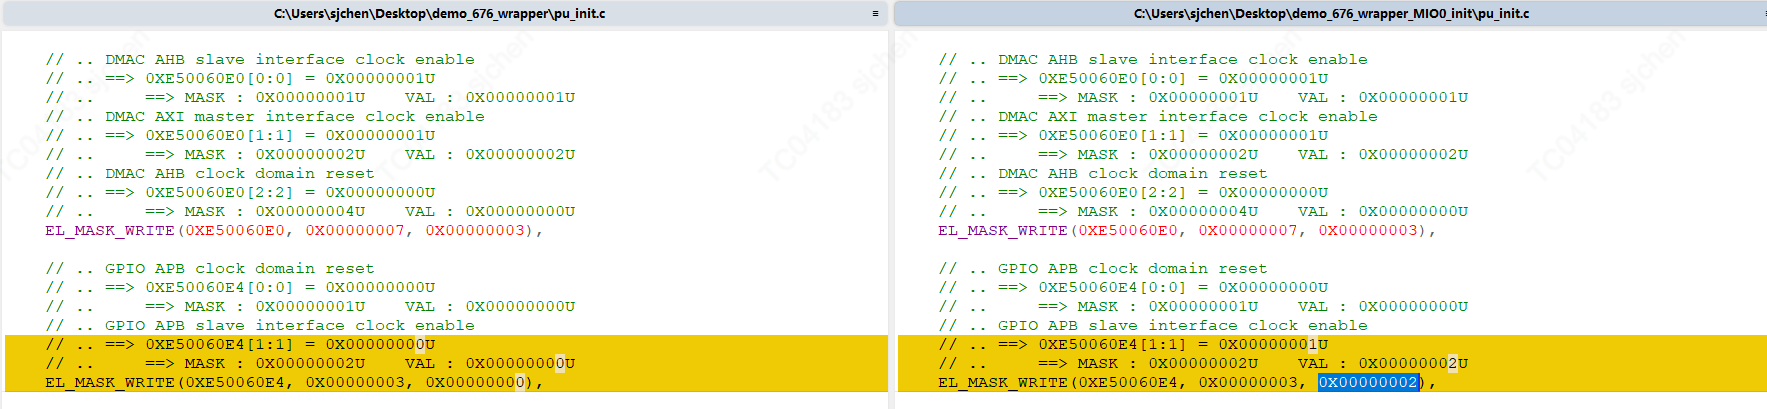 C:\Users\sjchen\Desktop\demo_676_wrapper\pu_init.c
// .. DMAC AHB slave interface clock enable
// .. ==> 0XE50060E0[0:0] = 0X00000001U
// ..     ==> MASK : 0X00000001U    VAL : 0X00000001U
// .. DMAC AXI master interface clock enable
// .. ==> 0XE50060E0[1:1] = 0X00000001U
// ..     ==> MASK : 0X00000002U    VAL : 0X00000002U
// .. DMAC AHB clock domain reset
// .. ==> 0XE50060E0[2:2] = 0X00000000U
// ..     ==> MASK : 0X00000004U    VAL : 0X00000000U
EL_MASK_WRITE(0XE50060E0, 0X00000007, 0X00000003),
// .. GPIO APB clock domain reset
// .. ==> 0XE50060E4[0:0] = 0X00000000U
// ..     ==> MASK : 0X00000001U    VAL : 0X00000000U
// .. GPIO APB slave interface clock enable
// .. ==> 0XE50060E4[1:1] = 0X00000000U
// ..     ==> MASK : 0X00000002U    VAL : 0X00000000U
EL_MASK_WRITE(0XE50060E4, 0X00000003, 0X00000000),
C:\Users\sjchen\Desktop\demo_676_wrapper_MIO0_init\pu_init.c
// .. DMAC AHB slave interface clock enable
// .. ==> 0XE50060E0[0:0] = 0X00000001U
// ..     ==> MASK : 0X00000001U    VAL : 0X00000001U
// .. DMAC AXI master interface clock enable
// .. ==> 0XE50060E0[1:1] = 0X00000001U
// ..     ==> MASK : 0X00000002U    VAL : 0X00000002U
// .. DMAC AHB clock domain reset
// .. ==> 0XE50060E0[2:2] = 0X00000000U
// ..     ==> MASK : 0X00000004U    VAL : 0X00000000U
EL_MASK_WRITE(0XE50060E0, 0X00000007, 0X00000003),
// .. GPIO APB clock domain reset
// .. ==> 0XE50060E4[0:0] = 0X00000000U
// ..     ==> MASK : 0X00000001U    VAL : 0X00000000U
// .. GPIO APB slave interface clock enable
// .. ==> 0XE50060E4[1:1] = 0X00000001U
// ..     ==> MASK : 0X00000002U    VAL : 0X00000002U
EL_MASK_WRITE(0XE50060E4, 0X00000003, 0X00000002),
TC04183 sjchen